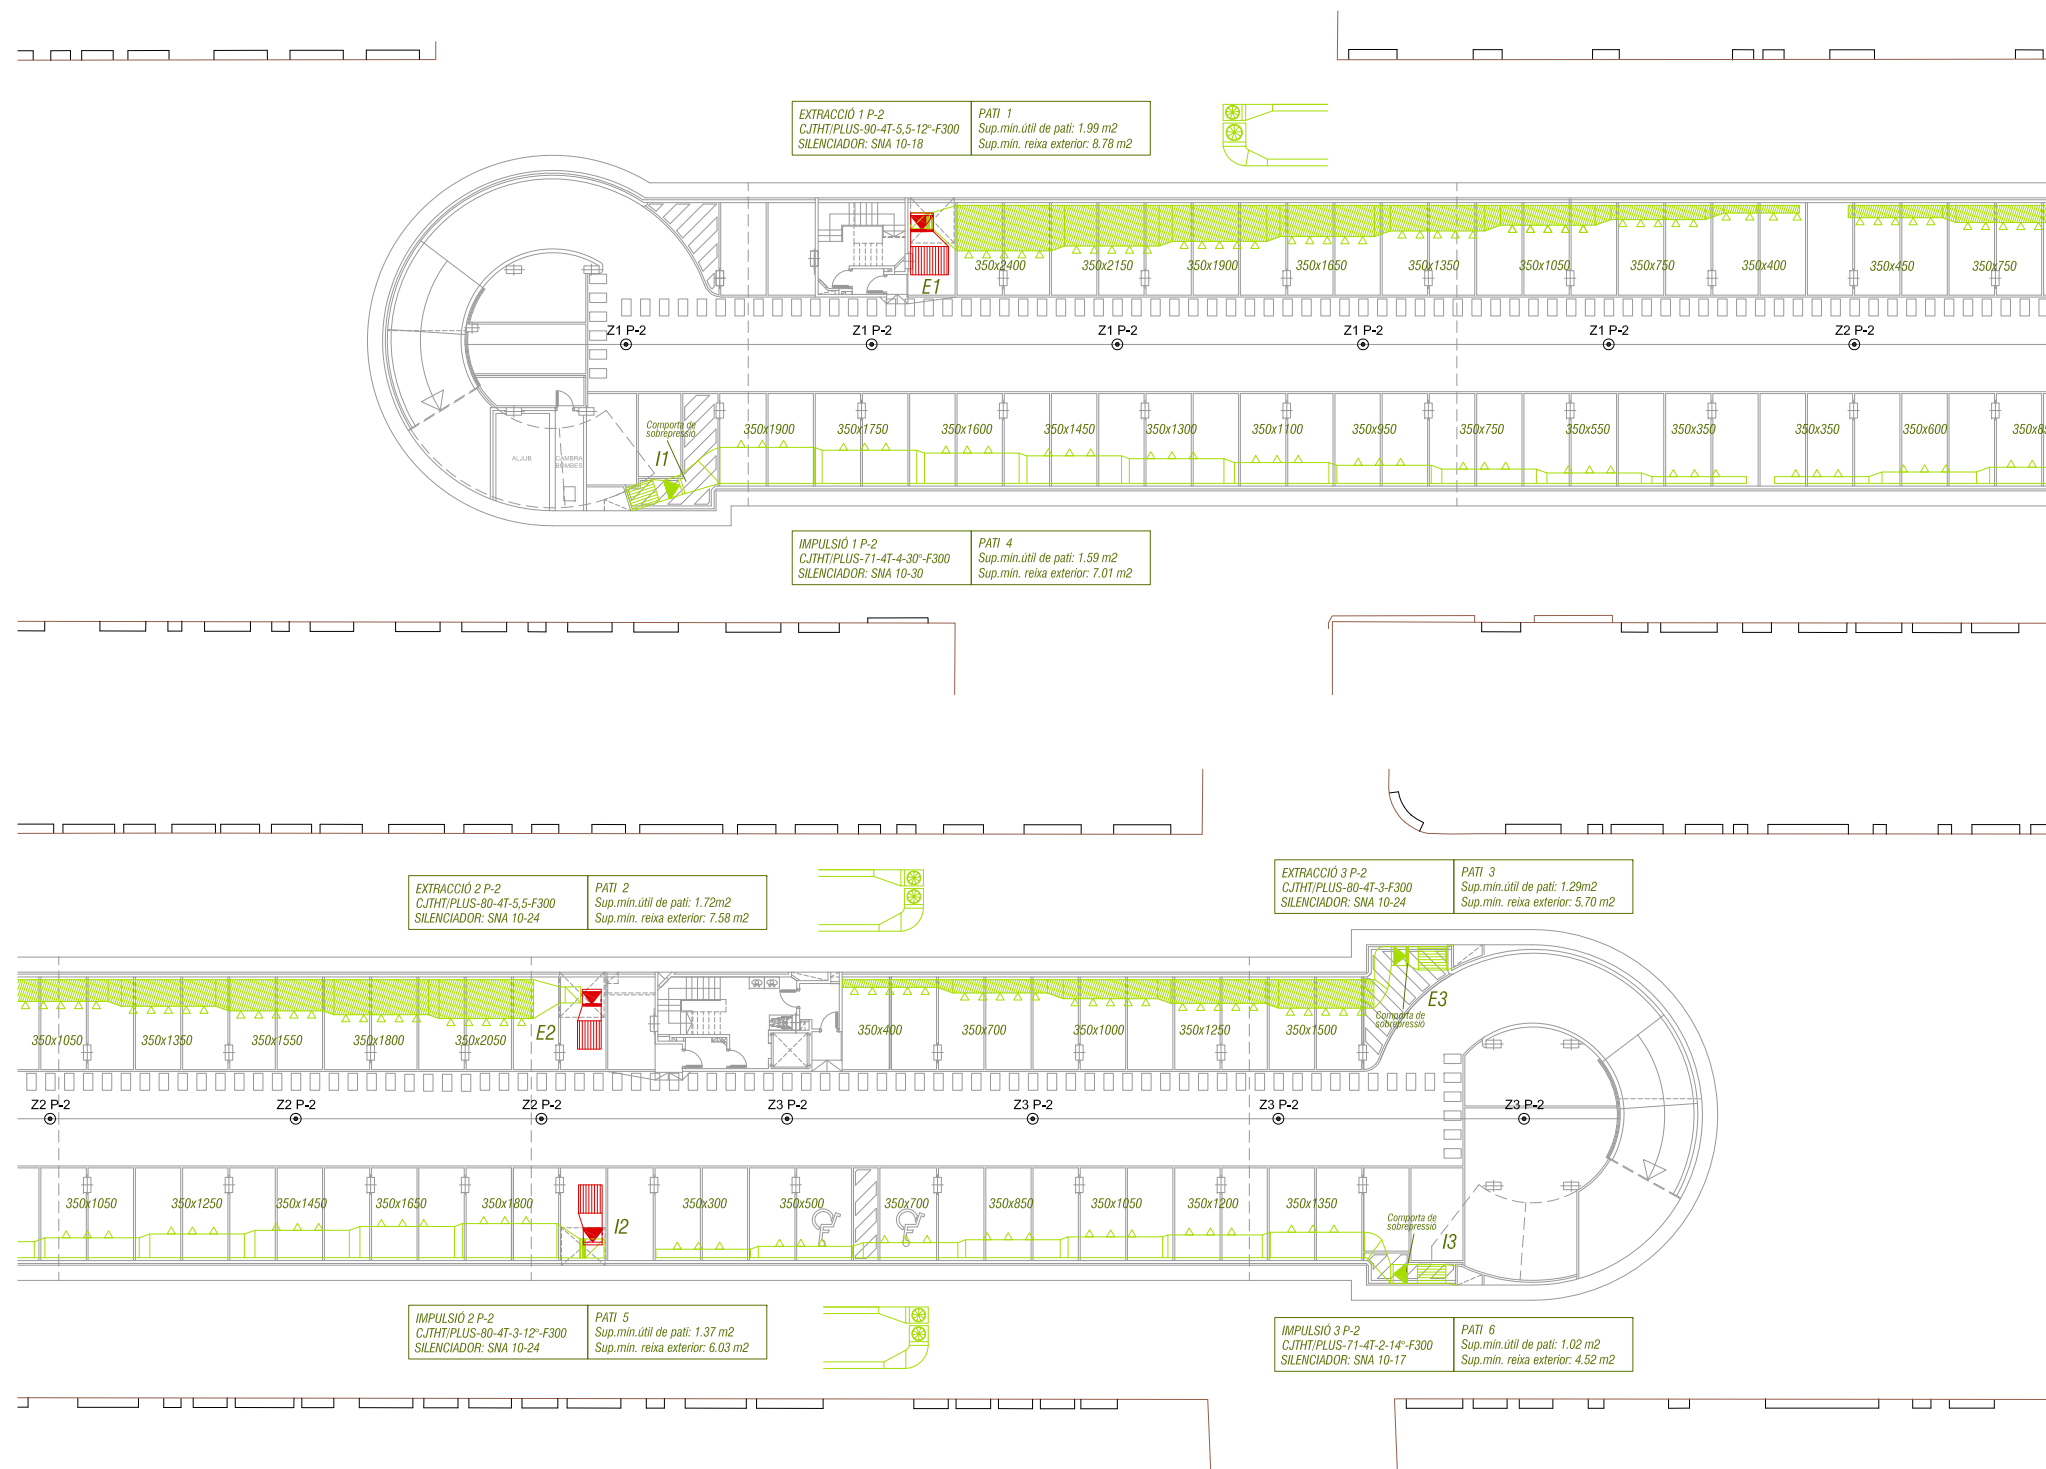 EXTRACCIÓ 1 P-2
CJTHT/PLUS-90-4T-5,5-12º-F300
SILENCIADOR: SNA 10-18
PATI 1
Sup.mín.útil de pati: 1.99 m2
Sup.mín. reixa exterior: 8.78 m2
350x2400
350x2150
350x1900
350x1650
350x1350
350x1050
350x750
350x400
350x450
350x750
E1
Z1 P-2
Z1 P-2
Z1 P-2
Z1 P-2
Z1 P-2
Z2 P-2
Comporta de
sobrepressió
I1
ALJUB
CAMBRA
BOMBES
350x1900
350x1750
350x1600
350x1450
350x1300
350x1100
350x950
350x750
350x550
350x350
350x350
350x600
IMPULSIÓ 1 P-2
CJTHT/PLUS-71-4T-4-30º-F300
SILENCIADOR: SNA 10-30
PATI 4
Sup.mín.útil de pati: 1.59 m2
Sup.mín. reixa exterior: 7.01 m2
EXTRACCIÓ 2 P-2
CJTHT/PLUS-80-4T-5,5-F300
SILENCIADOR: SNA 10-24
PATI 2
Sup.mín.útil de pati: 1.72m2
Sup.mín. reixa exterior: 7.58 m2
EXTRACCIÓ 3 P-2
CJTHT/PLUS-80-4T-3-F300
SILENCIADOR: SNA 10-24
PATI 3
Sup.mín.útil de pati: 1.29m2
Sup.mín. reixa exterior: 5.70 m2
350x1050
350x1350
350x1550
350x1800
350x2050
E2
350x400
350x700
350x1000
350x1250
350x1500
E3
Comporta de
sobrepressió
Z2 P-2
Z2 P-2
Z2 P-2
Z3 P-2
Z3 P-2
Z3 P-2
Z3 P-2
350x1050
350x1250
350x1450
350x1650
350x1800
I2
350x300
350x500
350x700
350x850
350x1050
350x1200
350x1350
Comporta de
sobrepressió
I3
IMPULSIÓ 2 P-2
CJTHT/PLUS-80-4T-3-12º-F300
SILENCIADOR: SNA 10-24
PATI 5
Sup.mín.útil de pati: 1.37 m2
Sup.mín. reixa exterior: 6.03 m2
IMPULSIÓ 3 P-2
CJTHT/PLUS-71-4T-2-14º-F300
SILENCIADOR: SNA 10-17
PATI 6
Sup.mín.útil de pati: 1.02 m2
Sup.mín. reixa exterior: 4.52 m2